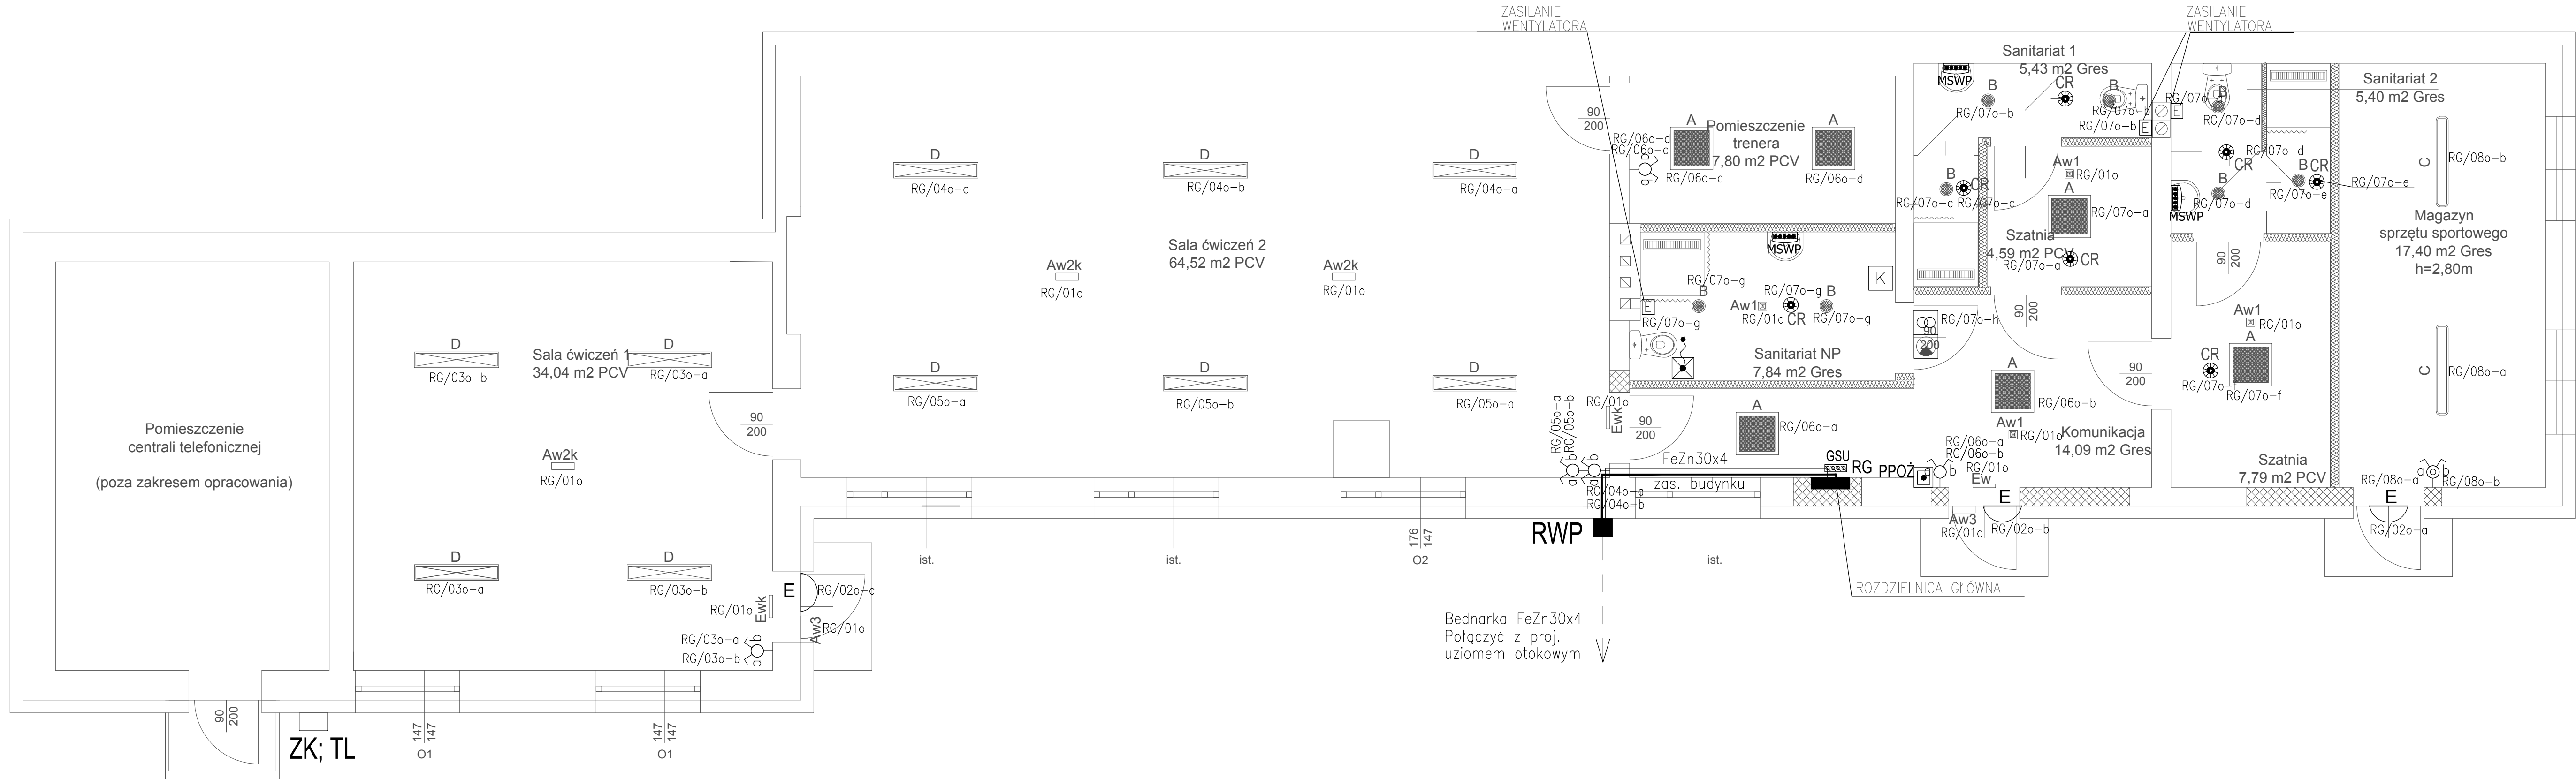 ZASILANIE
WENTYLATORA
ZASILANIE
WENTYLATORA
Sanitariat 1
5,43 m2 Gres
MSWP
B
RG/07o-b
CR
B
RG/07o-b
RG/07o-b
E
E
B
RG/07o-d
Sanitariat 2
5,40 m2 Gres
D
RG/04o-a
D
RG/04o-b
D
RG/04o-a
90
200
RG/06o-d
RG/06o-c
A
RG/06o-c
Pomieszczenie
trenera
7,80 m2 PCV
A
RG/06o-d
B
CR
RG/07o-c
RG/07o-c
Aw1
RG/01o
A
RG/07o-a
Szatnia
4,59 m2 PCV
RG/07o-a
CR
CR
RG/07o-d
B
RG/07o-d
MSWP
B
CR
RG/07o-e
RG/07o-e
C
RG/08o-b
Magazyn
sprzętu sportowego
17,40 m2 Gres
h=2,80m
C
RG/08o-a
Sala ćwiczeń 2
64,52 m2 PCV
Aw2k
RG/01o
Aw2k
RG/01o
MSWP
K
RG/07o-g
B
E
RG/07o-g
Aw1
RG/01o
RG/07o-g
CR
B
RG/07o-g
Sanitariat NP
7,84 m2 Gres
RG/07o-h
90
200
90
200
90
200
Aw1
RG/01o
A
CR
RG/07o-f
RG/07o-f
90
200
D
RG/03o-b
Sala ćwiczeń 1
34,04 m2 PCV
D
RG/03o-a
D
RG/05o-a
D
RG/05o-b
D
RG/05o-a
90
200
RG/05o-a
RG/05o-b
RG/01o
Ewk
90
200
A
RG/06o-a
A
RG/06o-b
Aw1
RG/01o
Komunikacja
14,09 m2 Gres
Szatnia
7,79 m2 PCV
Pomieszczenie
centrali telefonicznej
(poza zakresem opracowania)
Aw2k
RG/01o
a
b
a
b
RG/04o-a
RG/04o-b
FeZn30x4
zas. budynku
GSU
RG
PPOŻ
RG/06o-a
RG/06o-b
RG/01o
Ew
a
b
E
Aw3
RG/01o
RG/02o-b
E
RG/02o-a
RG/08o-a
a
b
RG/08o-b
RWP
ist.
ist.
176
147
O2
ist.
D
RG/03o-a
D
RG/03o-b
E
RG/02o-c
RG/01o
Ewk
Aw3
RG/01o
RG/03o-a
RG/03o-b
a
b
ROZDZIELNICA GŁÓWNA
Bednarka FeZn30x4
Połączyć z proj.
uziomem otokowym
90
200
ZK; TL
147
147
O1
147
147
O1